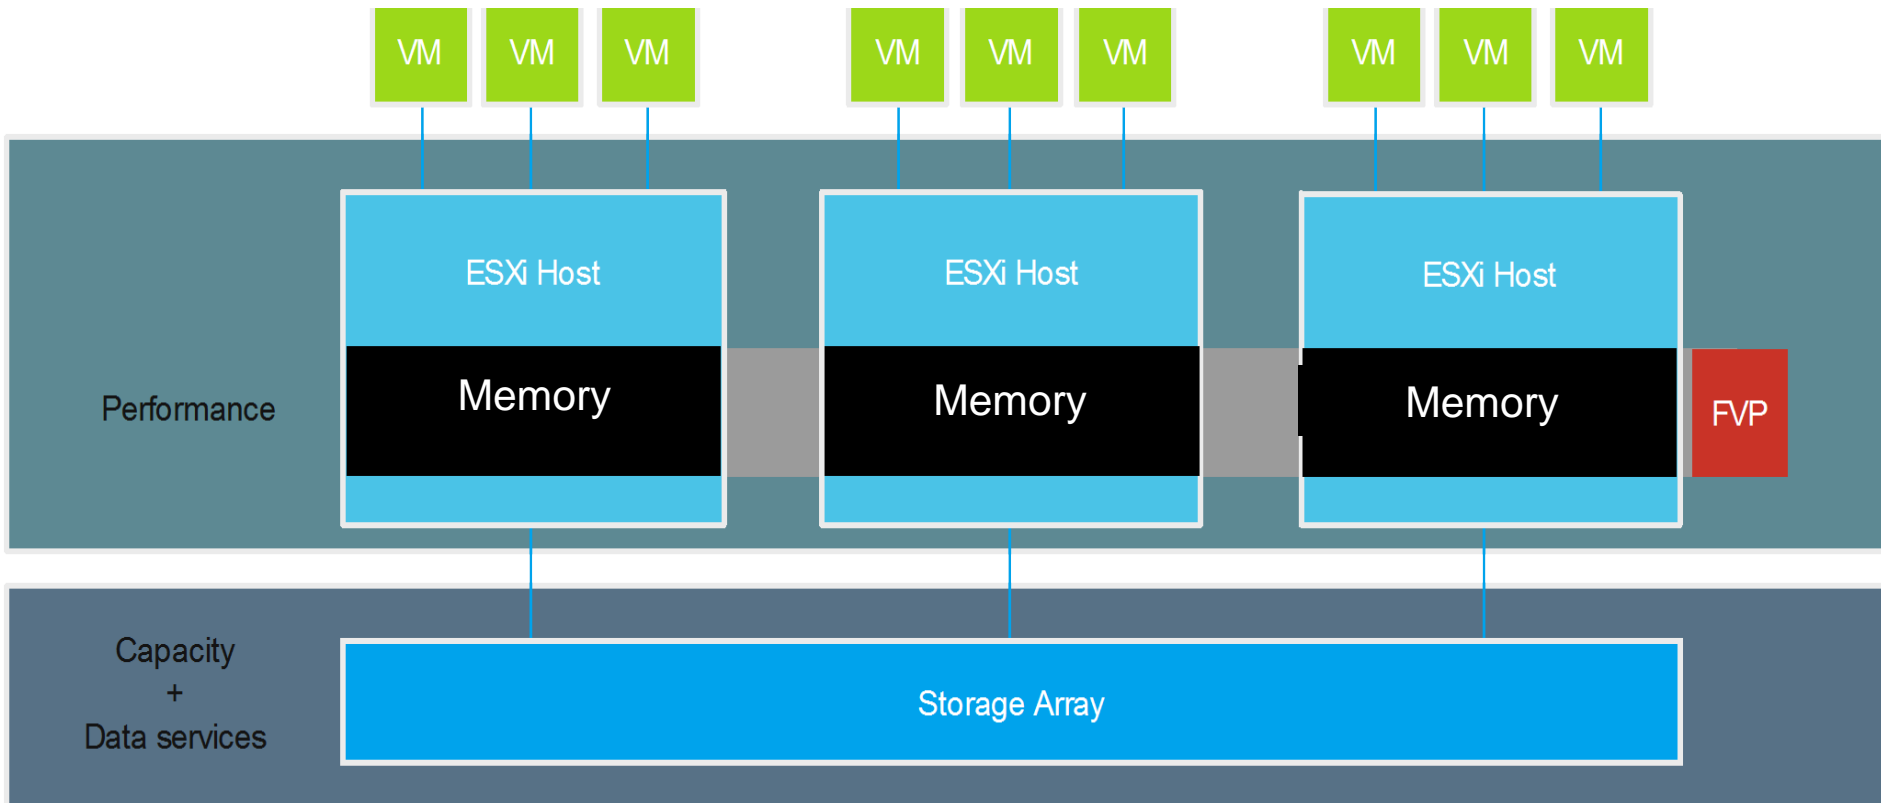 VM VM VM VM VM VM VM VM VM
ESXi Host ESXi Host ESXi Host
Memory Memory Memory
Performance
FVP
Capacity
+
Data services
Storage Array